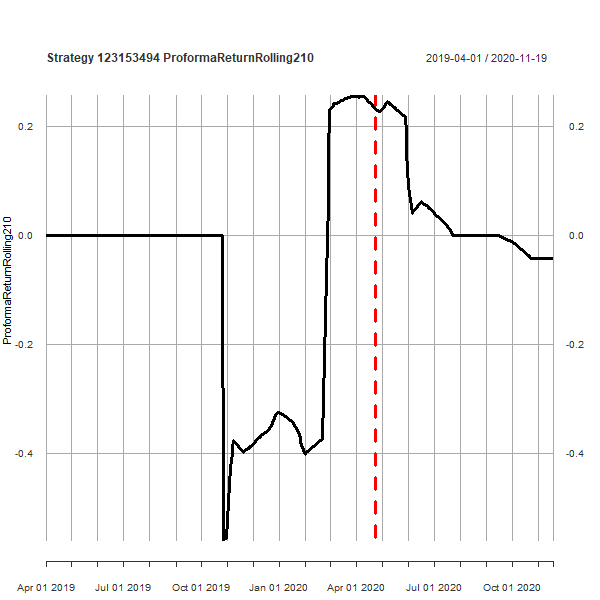 Strategy 123153494 ProformaReturnRolling210
2019-04-01 / 2020-11-19
ProformaReturnRolling210
0.2
0.0
-0.2
-0.4
0.2
0.0
-0.2
-0.4
Apr 01 2019
Jul 01 2019
Oct 01 2019
Jan 01 2020
Apr 01 2020
Jul 01 2020
Oct 01 2020